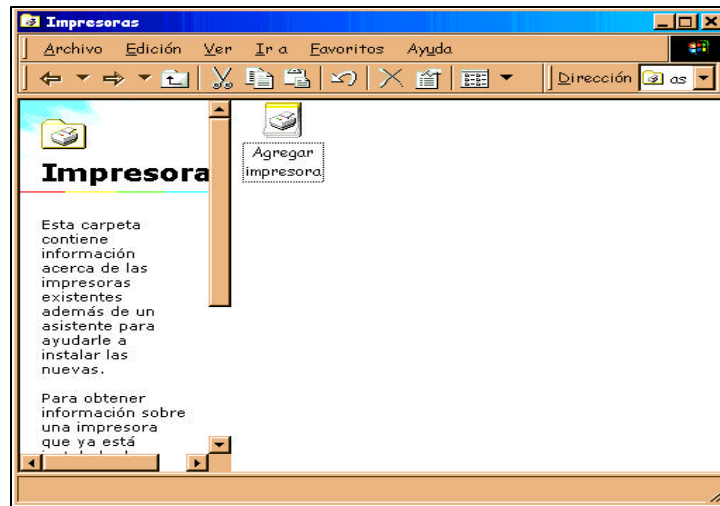 Impresoras
Archivo Edición Ver Ir a Favoritos Ayuda
Dirección as
Impresora
Esta carpeta
contiene
información
acerca de las
impresoras
existentes
además de un
asistente para
ayudarle a
instalar las
nuevas.
Para obtener
información sobre
una impresora
que ya está
Agregar
impresora